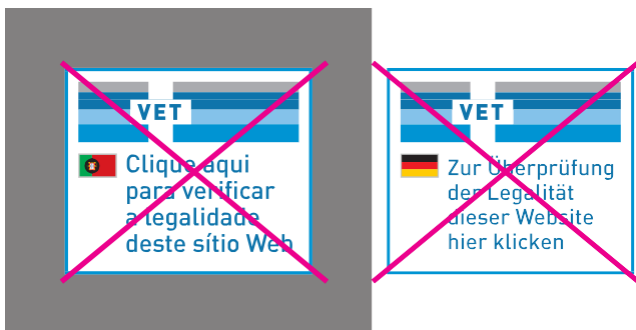 VET
Clique aqui
para verificar
a legalidade
deste sítio Web
VET
Zur Überprüfung
der Legalität
dieser Website
hier klicken